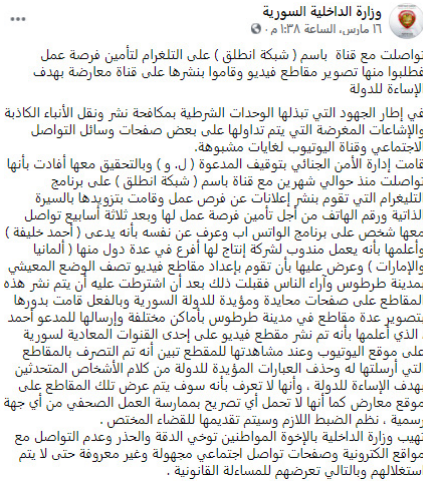 وزارة الداخلية السورية
١٦ مارس، الساعة ١:٣٨ م
تواصلت مع قناة باسم ( شبكة انطلق ) على التلغرام لتأمين فرصة عمل
فطلبوا منها تصوير مقاطع فيديو وقاموا بنشرها على قناة معارضة بهدف
الإساءة للدولة
في إطار الجهود التي تبذلها الوحدات الشرطية بمكافحة نشر ونقل الأنباء الكاذبة
والإشاعات المغرضة التي يتم تداولها على بعض صفحات وسائل التواصل
الاجتماعي وقناة اليوتيوب لغايات مشبوهة.
قامت إدارة الأمن الجنائي بتوقيف المدعوة ( ل. و ) وبالتحقيق معها أفادت بأنها
تواصلت منذ حوالي شهرين مع قناة باسم ( شبكة انطلق ) على برنامج
التليغرام التي تقوم بنشر إعلانات عن فرص عمل وقامت بتزويدها بالسيرة
الذاتية ورقم الهاتف من أجل تأمين فرصة عمل لها وبعد ثلاثة أسابيع تواصل
معها شخص على برنامج الواتس اب وعرف عن نفسه بأنه يدعى ( أحمد خليفة )
وأعلمها بأنه يعمل مندوب لشركة إنتاج لها أفرع في عدة دول منها ( ألمانيا
والإمارات ) وعرض عليها بأن تقوم بإعداد مقاطع فيديو تصف الوضع المعيشي
بمدينة طرطوس وآراء الناس فقبلت ذلك بعد أن اشترطت عليه أن يتم نشر هذه
المقاطع على صفحات محايدة ومؤيدة للدولة السورية وبالفعل قامت بدورها
بتصوير عدة مقاطع في مدينة طرطوس بأماكن مختلفة وإرسالها للمدعو أحمد
، الذي أعلمها بأنه تم نشر مقطع فيديو على إحدى القنوات المعادية لسورية
على موقع اليوتيوب وعند مشاهدتها للمقطع تبين أنه تم التصرف بالمقاطع
التي أرسلتها له وحذف العبارات المؤيدة للدولة من كلام الأشخاص المتحدثين
بهدف الإساءة للدولة ، وأنها لا تعرف بأنه سوف يتم عرض تلك المقاطع على
موقع معارض كما أنها لا تحمل أي تصريح بممارسة العمل الصحفي من أي جهة
رسمية ، نظم الضبط اللازم وسيتم تقديمها للقضاء المختص .
تهيب وزارة الداخلية بالإخوة المواطنين توخي الدقة والحذر وعدم التواصل مع
مواقع الكترونية وصفحات تواصل اجتماعي مجهولة وغير معروفة حتى لا يتم
استغلالهم وبالتالي تعرضهم للمساءلة القانونية .